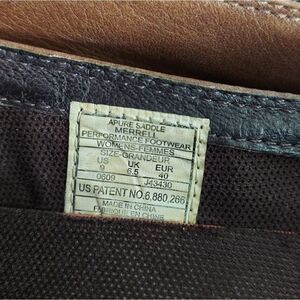 APURE SADDLE
MERRELL
PERFORMANCE FOOTWEAR
WOMENS-FEMMES
SIZE-GRANDEUR
US UK EUR
9 6.5 40
0609 J43430
US PATENT NO.6,880,266
MADE IN CHINA
FABRIQUE EN CHINE